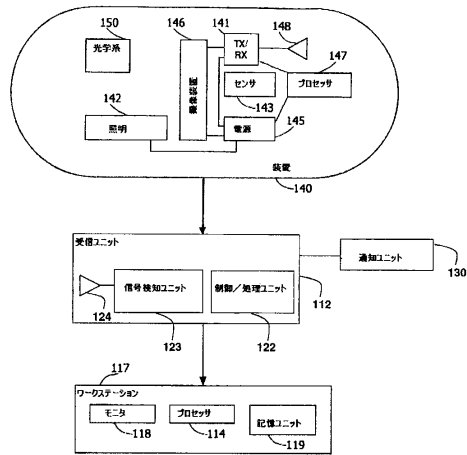 150
光学系
146
撮像装置
141
TX/
RX
148
147
プロセッサ
センサ
143
142
照明
電源
145
装置
140
受信ユニット
124
信号検知ユニット
123
制御/処理ユニット
122
112
通知ユニット
130
117
ワークステーション
モニタ
118
プロセッサ
114
記憶ユニット
119